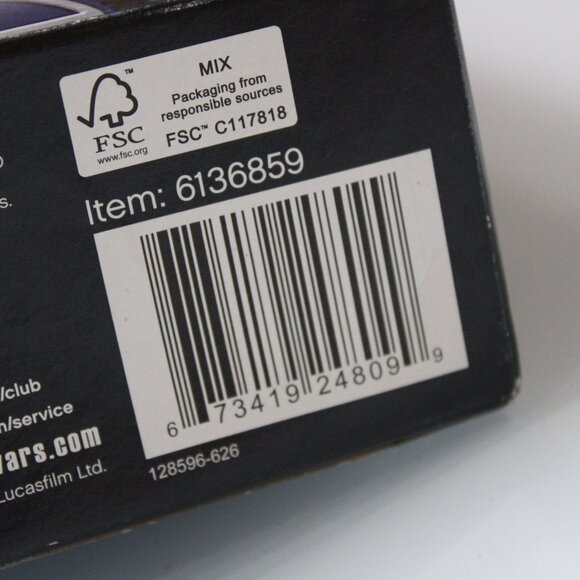 FSC™
www.fsc.org
MIX
Packaging from
responsible sources
FSC™ C117818
s.
Item: 6136859
6 73419 24809 9
128596-626
/club
n/service
ars.com
Lucasfilm Ltd.